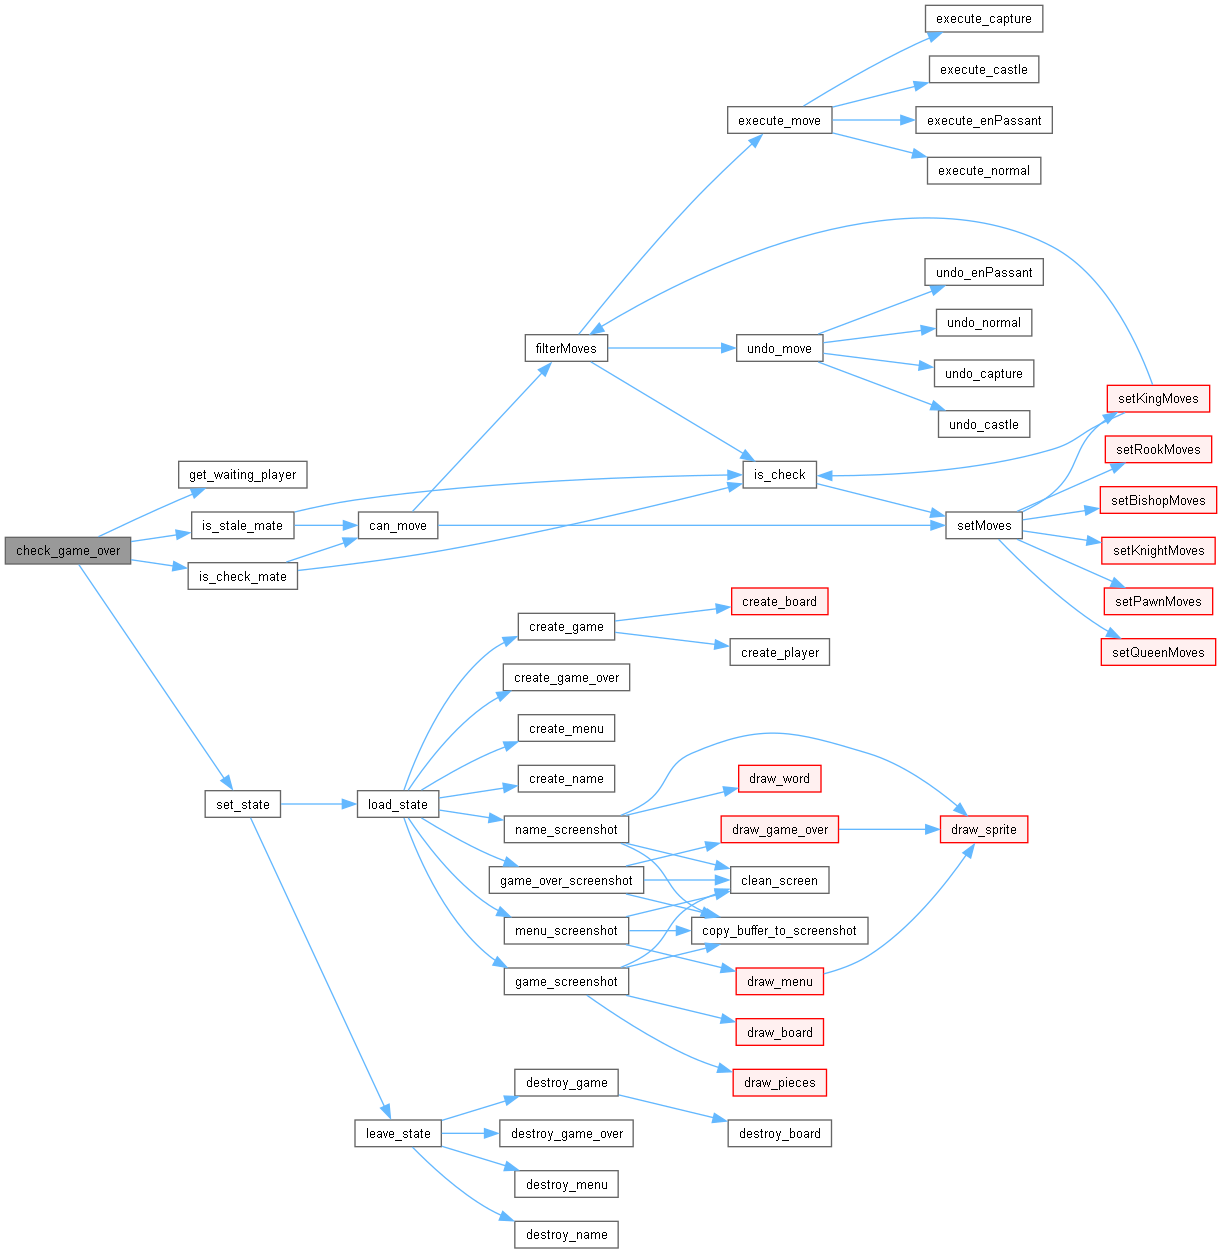 execute_capture
execute_castle
execute_move
execute_enPassant
execute_normal
undo_enPassant
undo_normal
filterMoves
undo_move
undo_capture
setKingMoves
undo_castle
setRookMoves
get_waiting_player
is_check
setBishopMoves
is_stale_mate
can_move
setMoves
check_game_over
setKnightMoves
is_check_mate
create_board
setPawnMoves
create_game
create_player
setQueenMoves
create_game_over
create_menu
create_name
draw_word
set_state
load_state
name_screenshot
draw_game_over
draw_sprite
game_over_screenshot
clean_screen
menu_screenshot
copy_buffer_to_screenshot
game_screenshot
draw_menu
draw_board
destroy_game
draw_pieces
leave_state
destroy_game_over
destroy_board
destroy_menu
destroy_name